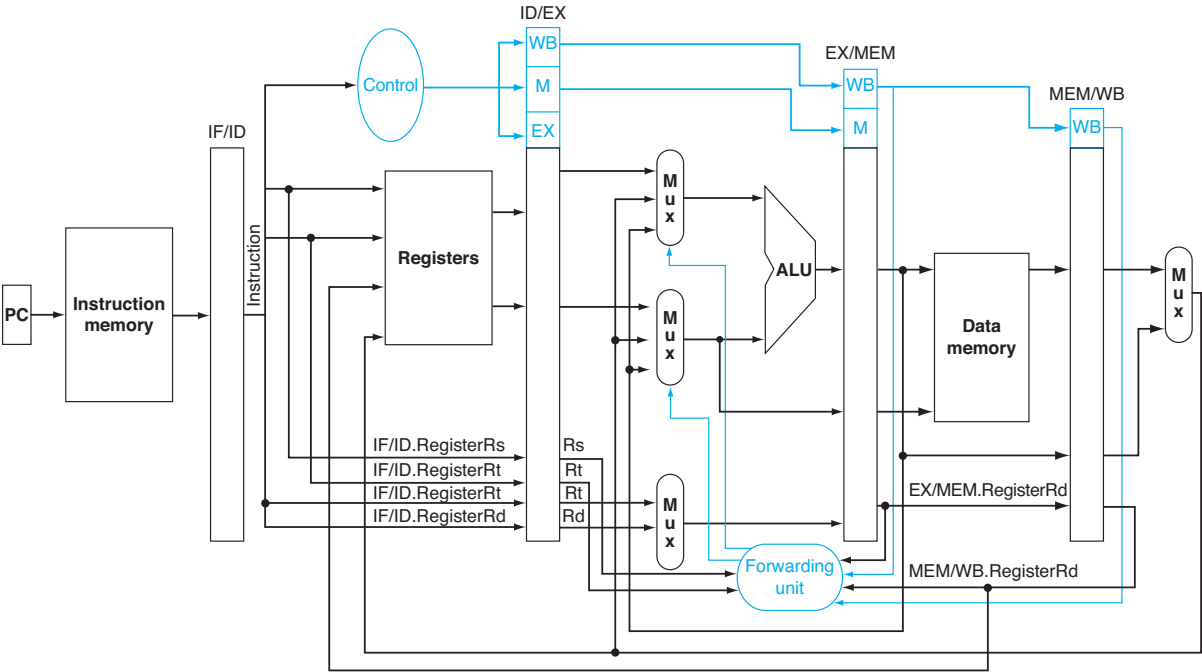 ID/EX
WB
Control
M
EX
EX/MEM
WB
M
MEM/WB
WB
IF/ID
Instruction
PC
Instruction
memory
Registers
M
u
x
M
u
x
ALU
Data
memory
M
u
x
IF/ID.RegisterRs
Rs
IF/ID.RegisterRt
Rt
IF/ID.RegisterRt
Rt
IF/ID.RegisterRd
Rd
M
u
x
EX/MEM.RegisterRd
Forwarding
unit
MEM/WB.RegisterRd